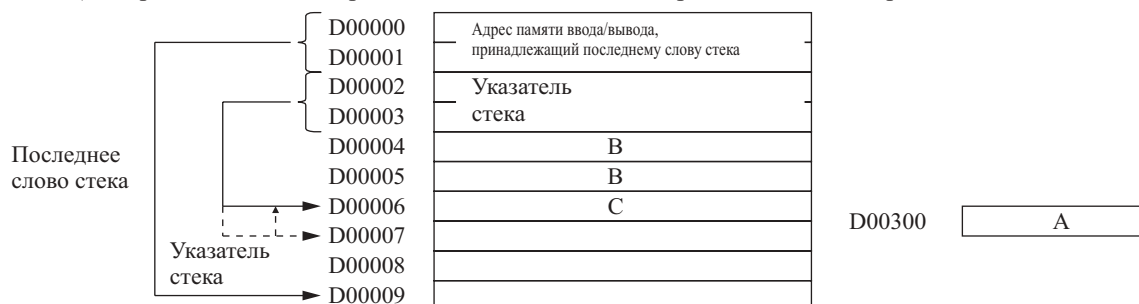 D00000 Адрес памяти ввода/вывода,
D00001 принадлежащий последнему слову стека
D00002 Указатель
D00003 стека
D00004 B
Последнее
слово стека
D00005 B
D00006 C
D00007
D00300 A
Указатель
стека
D00008
D00009